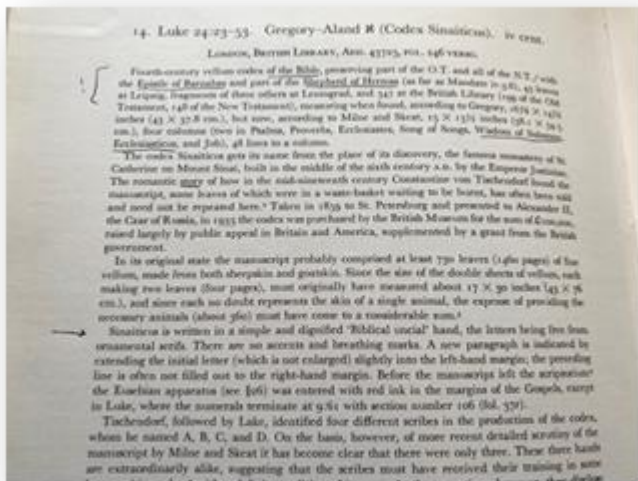 14. Luke 24:23–53. Gregory-Aland ℵ (Codex Sinaiticus). iv cent.
London, British Library, Add. 43725, fol. 246 verso.
Fourth-century vellum codex of the Bible, preserving part of the O.T. and all of the N.T., with
the Epistle of Barnabas and part of the Shepherd of Hermas (as far as Mandate iv 3.6), 43 leaves
at Leipzig, fragments of three others at Leningrad, and 347 at the British Library (199 of the Old
Testament, 148 of the New Testament), measuring when found, according to Gregory,
inches (43 × 37.8 cm.), but now, according to Milne and Skeat, 15 × 13½ inches (38.1 ×
cm.), four columns (two in Psalms, Proverbs, Ecclesiastes, Song of Songs, Wisdom of Solomon,
Ecclesiasticus, and Job), 48 lines to a column.
The codex Sinaiticus gets its name from the place of its discovery, the famous monastery of St.
Catherine on Mount Sinai, built in the middle of the sixth century A.D. by the Emperor Justinian.
The romantic story of how in the mid-nineteenth century Constantine von Tischendorf found the
manuscript, some leaves of which were in a waste-basket waiting to be burnt, has often been told
and need not be repeated here. Taken in 1859 to St. Petersburg and presented to Alexander II,
the Czar of Russia, in 1933 the codex was purchased by the British Museum for the sum of
raised largely by public appeal in Britain and America, supplemented by a grant from the British
government.
In its original state the manuscript probably comprised at least 730 leaves (1460 pages) of fine
vellum, made from both sheepskin and goatskin. Since the size of the double sheets of vellum, each
making two leaves (four pages), must originally have measured about 17 × 30 inches (43 × 76
cm.), and since each no doubt represents the skin of a single animal, the expense of providing the
necessary animals (about 360) must have come to a considerable sum.
Sinaiticus is written in a simple and dignified 'Biblical uncial' hand, the letters being free from
ornamental serifs. There are no accents and breathing marks. A new paragraph is indicated by
extending the initial letter (which is not enlarged) slightly into the left-hand margin; the preceding
line is often not filled out to the right-hand margin. Before the manuscript left the scriptorium
the Eusebian apparatus (see §26) was entered with red ink in the margins of the Gospels, except
in Luke, where the numerals terminate at 9:61 with section number 106 (fol. 37r).
Tischendorf, followed by Lake, identified four different scribes in the production of the codex,
whom he named A, B, C, and D. On the basis, however, of more recent detailed scrutiny of the
manuscript by Milne and Skeat it has become clear that there were only three. These three hands
are extraordinarily alike, suggesting that the scribes must have received their training in some